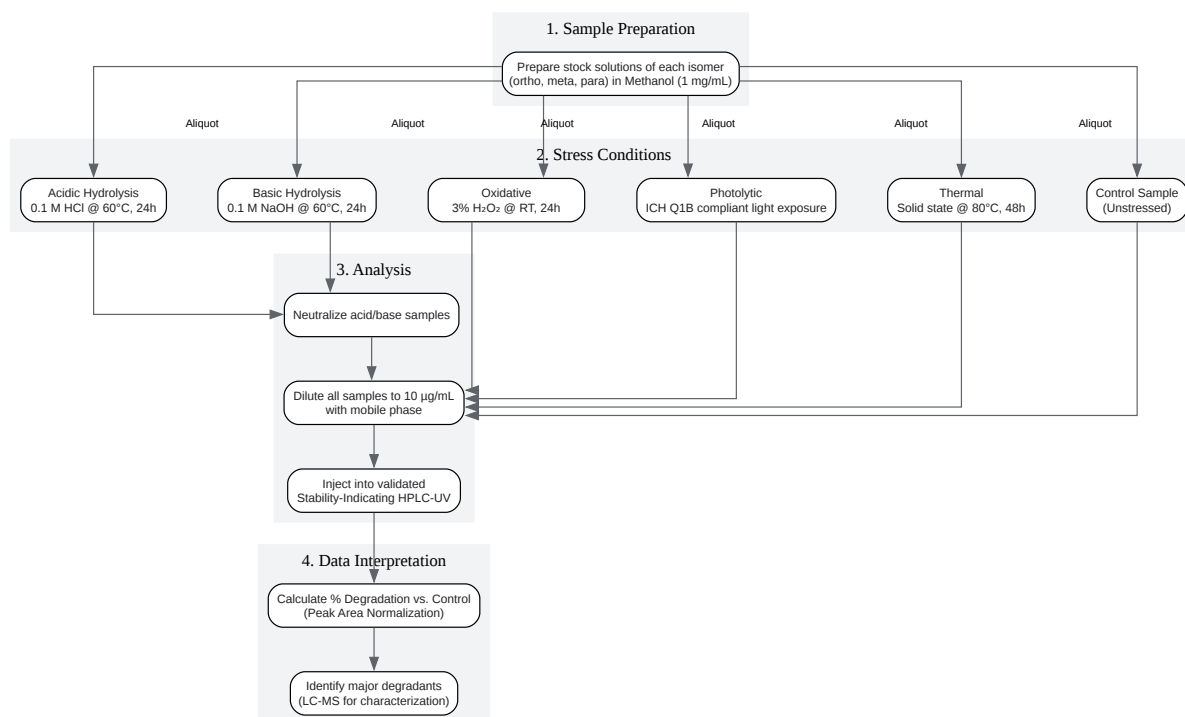 1. Sample Preparation
Prepare stock solutions of each isomer
(ortho, meta, para) in Methanol (1 mg/mL)
Aliquot
Aliquot
Aliquot
Aliquot
Aliquot
Aliquot
2. Stress Conditions
Acidic Hydrolysis
0.1 M HCl @ 60°C, 24h
Basic Hydrolysis
0.1 M NaOH @ 60°C, 24h
Oxidative
3% H₂O₂ @ RT, 24h
Photolytic
ICH Q1B compliant light exposure
Thermal
Solid state @ 80°C, 48h
Control Sample
(Unstressed)
3. Analysis
Neutralize acid/base samples
Dilute all samples to 10 µg/mL
with mobile phase
Inject into validated
Stability-Indicating HPLC-UV
4. Data Interpretation
Calculate % Degradation vs. Control
(Peak Area Normalization)
Identify major degradants
(LC-MS for characterization)